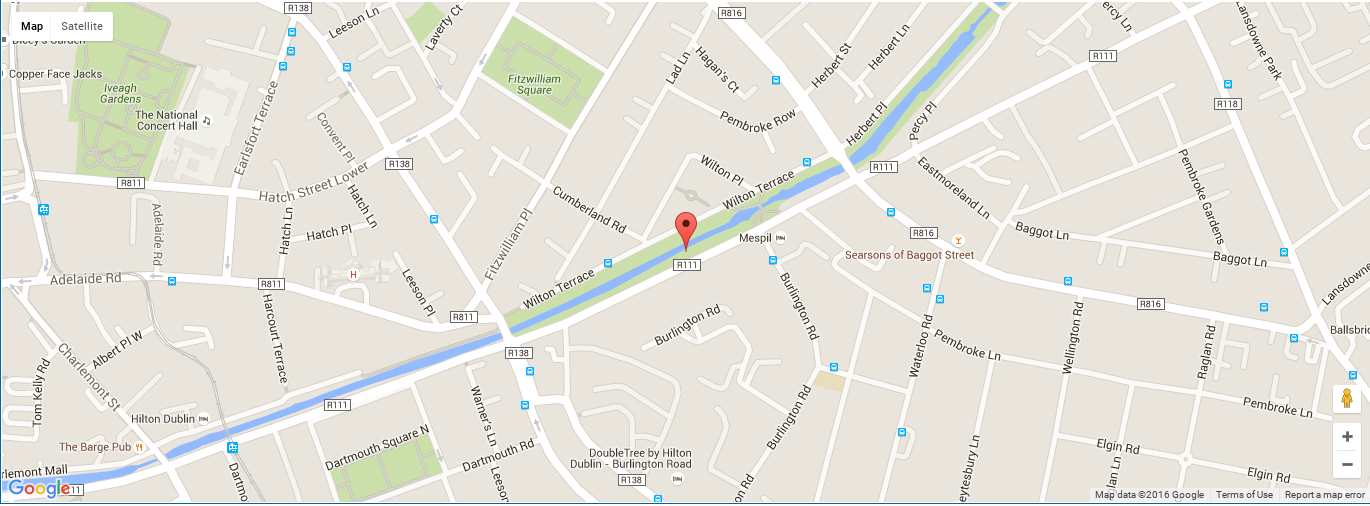 Map
Satellite
R138
Leeson Ln
Laverty Ct
R816
Percy Ln
Lansdowne Park
Dicey's Garden
Copper Face Jacks
Iveagh
Gardens
The National
Concert Hall
Earlsfort Terrace
Convent Pl
Fitzwilliam
Square
Lad Ln
Hagan's Ct
Herbert St
Herbert Ln
R111
R118
Pembroke Row
Herbert Pl
Percy Pl
R811
Hatch Street Lower
R138
Wilton Pl
Wilton Terrace
R111
Eastmoreland Ln
Pembroke Gardens
Adelaide Rd
Hatch Ln
Hatch Ln
Hatch Pl
Cumberland Rd
Fitzwilliam Pl
Mespil
R816
Baggot Ln
Searsons of Baggot Street
Baggot Ln
Adelaide Rd
R811
H
Leeson Pl
Wilton Terrace
R111
Burlington Rd
Lansdowne
R816
R811
Harcourt Terrace
Albert Pl W
Burlington Rd
Waterloo Rd
Wellington Rd
Raglan Rd
Ballsbric
Charlemont St
Tom Kelly Rd
R138
Pembroke Ln
R111
Hilton Dublin
The Barge Pub
Warner's Ln
Burlington Rd
Pembroke Ln
Dartmouth Square N
Dartmouth Rd
DoubleTree by Hilton
Dublin - Burlington Road
Elgin Rd
Elgin Rd
rlemont Mall
R111
Dartmo
Leeson
R138
Burlington Rd
eytesbury Ln
lan Ln
Google
Map data ©2016 Google
Terms of Use
Report a map error